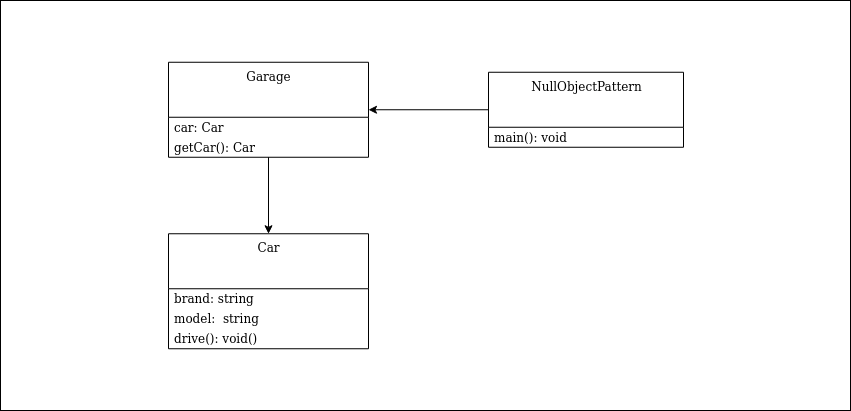 Garage
car: Car
getCar(): Car
NullObjectPattern
main(): void
Car
brand: string
model:  string
drive(): void()